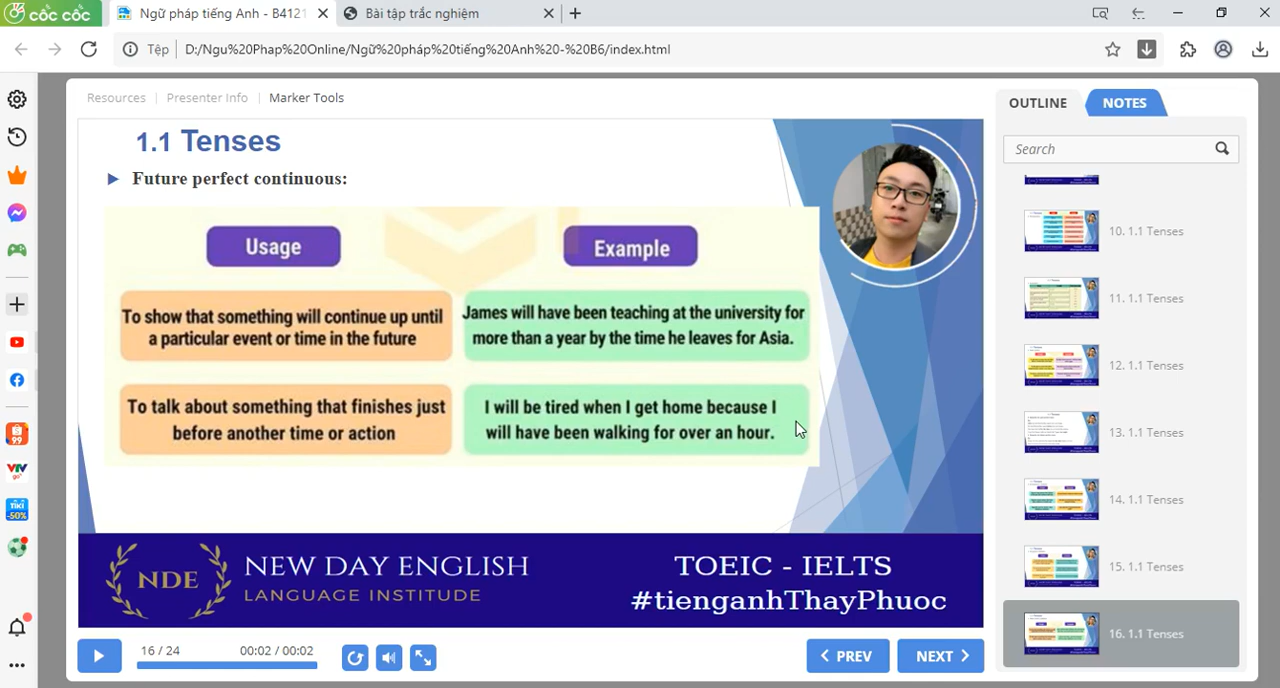 cốc cốc
Ngữ pháp tiếng Anh - B4121
Bài tập trắc nghiệm
Tệp
D:/Ngu%20Phap%20Online/Ngữ%20pháp%20tiếng%20Anh%20-%20B6/index.html
Resources
Presenter Info
Marker Tools
OUTLINE
NOTES
Search
1.1 Tenses
Future perfect continuous:
Usage
Example
To show that something will continue up until
a particular event or time in the future
James will have been teaching at the university for
more than a year by the time he leaves for Asia.
To talk about something that finishes just
before another time or action
I will be tired when I get home because I
will have been walking for over an hour.
NDE
NEW DAY ENGLISH
LANGUAGE INSTITUDE
TOEIC - IELTS
#tienganhThayPhuoc
10. 1.1 Tenses
11. 1.1 Tenses
12. 1.1 Tenses
13. 1.1 Tenses
14. 1.1 Tenses
15. 1.1 Tenses
16. 1.1 Tenses
16 / 24
00:02 / 00:02
PREV
NEXT
99
VTV
go
TIKI
-50%